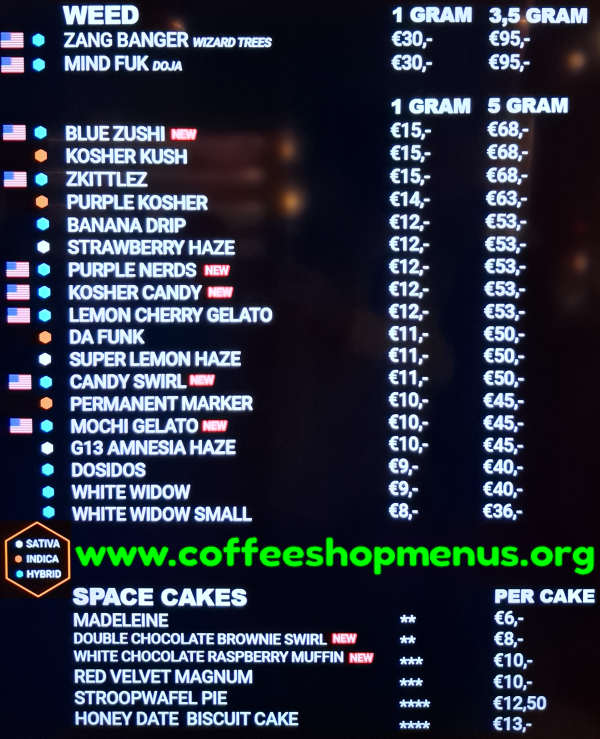 WEED 1 GRAM 3,5 GRAM
ZANG BANGER WIZARD TREES €30,- €95,-
MIND FUK DOJA €30,- €95,-
1 GRAM 5 GRAM
BLUE ZUSHI NEW €15,- €68,-
KOSHER KUSH €15,- €68,-
ZKITTLEZ €15,- €68,-
PURPLE KOSHER €14,- €63,-
BANANA DRIP €12,- €53,-
STRAWBERRY HAZE €12,- €53,-
PURPLE NERDS NEW €12,- €53,-
KOSHER CANDY NEW €12,- €53,-
LEMON CHERRY GELATO €12,- €53,-
DA FUNK €11,- €50,-
SUPER LEMON HAZE €11,- €50,-
CANDY SWIRL NEW €11,- €50,-
PERMANENT MARKER €10,- €45,-
MOCHI GELATO NEW €10,- €45,-
G13 AMNESIA HAZE €10,- €45,-
DOSIDOS €9,- €40,-
WHITE WIDOW €9,- €40,-
WHITE WIDOW SMALL €8,- €36,-
SATIVA
INDICA
HYBRID
www.coffeeshopmenus.org
SPACE CAKES PER CAKE
MADELEINE ** €6,-
DOUBLE CHOCOLATE BROWNIE SWIRL NEW ** €8,-
WHITE CHOCOLATE RASPBERRY MUFFIN NEW *** €10,-
RED VELVET MAGNUM *** €10,-
STROOPWAFEL PIE **** €12,50
HONEY DATE BISCUIT CAKE **** €13,-